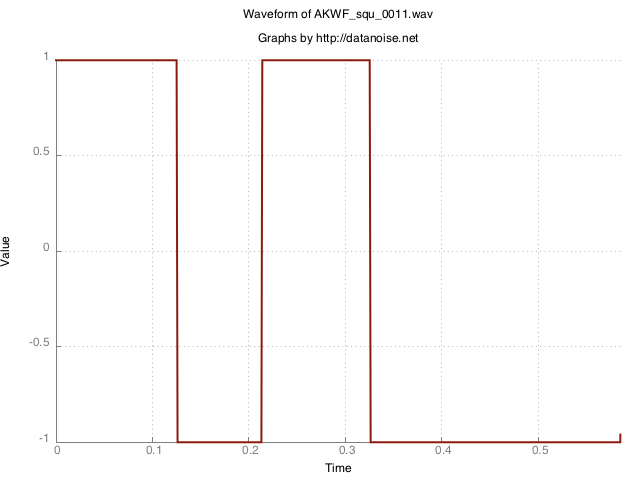 Waveform of AKWF_squ_0011.wav
Graphs by http://datanoise.net
1
0.5
0
-0.5
-1
Value
0 0.1 0.2 0.3 0.4 0.5
Time